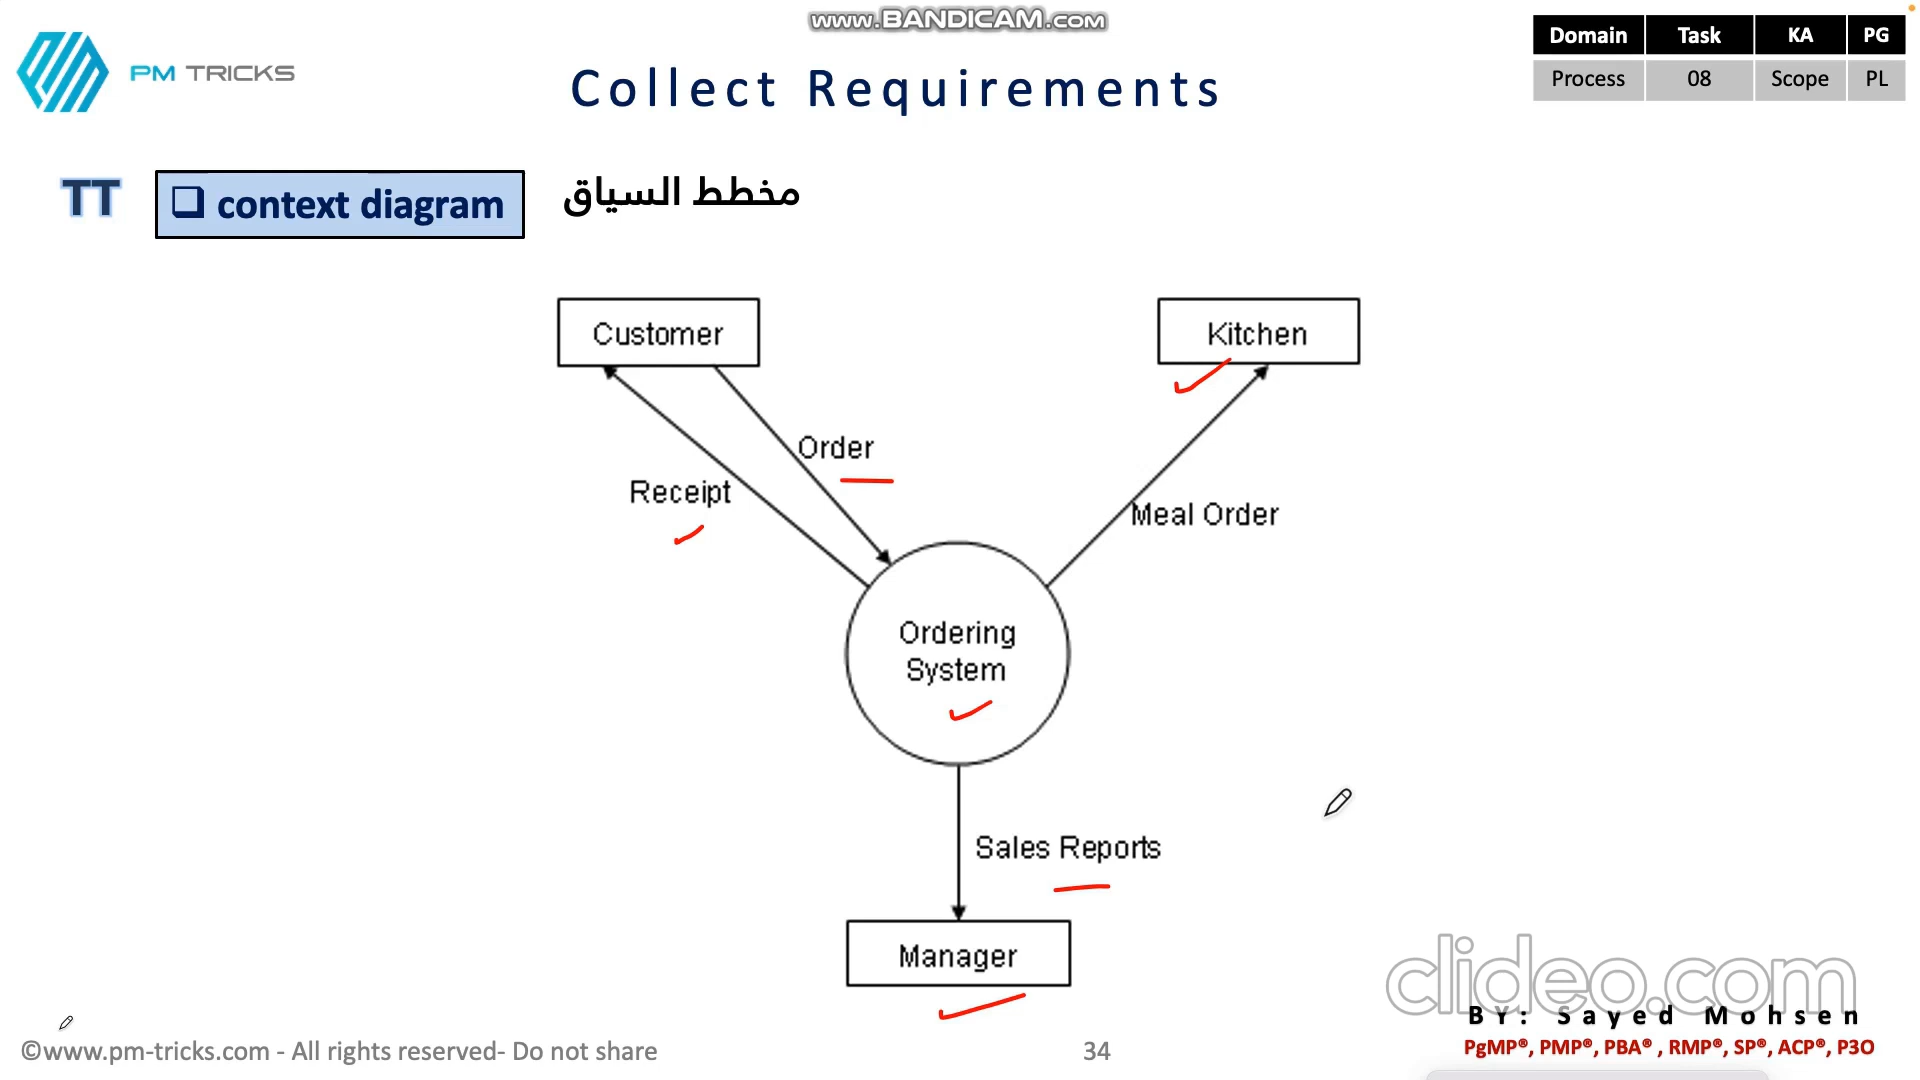 www.BANDICAM.com
PM TRICKS
Collect Requirements
Domain Task KA PG
Process 08 Scope PL
TT
❑ context diagram
مخطط السياق
Customer
Kitchen
Order
Receipt
Meal Order
Ordering
System
Sales Reports
Manager
clideo.com
BY: Sayed Mohsen
PgMP®, PMP®, PBA® , RMP®, SP®, ACP®, P3O
©www.pm-tricks.com - All rights reserved- Do not share
34